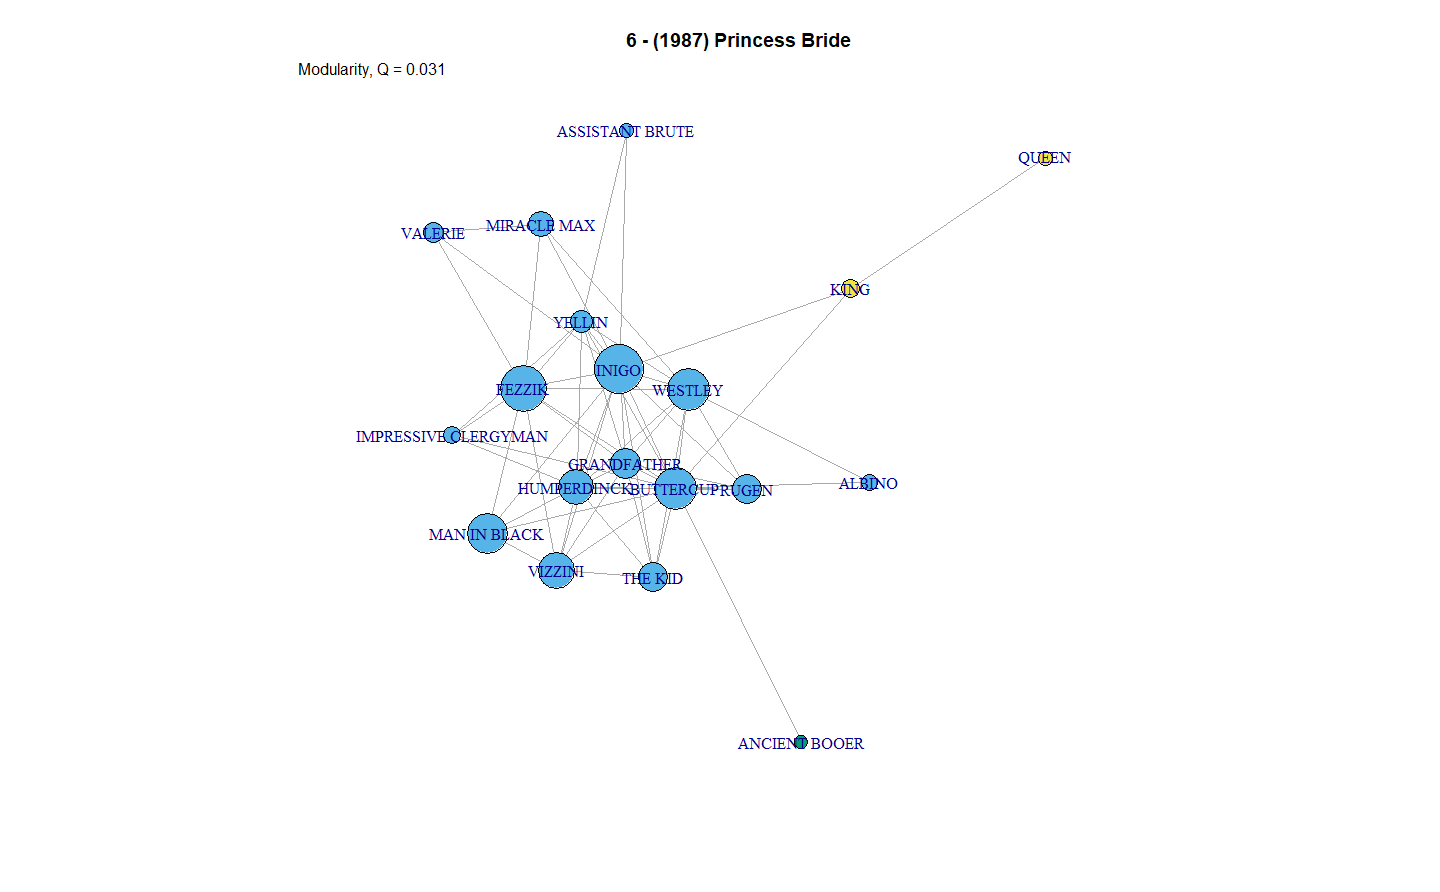 6 - (1987) Princess Bride
Modularity, Q = 0.031
ASSISTANT BRUTE
QUEEN
MIRACLE MAX
VALERIE
KING
YELLIN
INIGO
FEZZIK
WESTLEY
IMPRESSIVE CLERGYMAN
GRANDFATHER
ALBINO
HUMPERDINCK
BUTTERCUP
RUGEN
MAN IN BLACK
VIZZINI
THE KID
ANCIENT BOOER